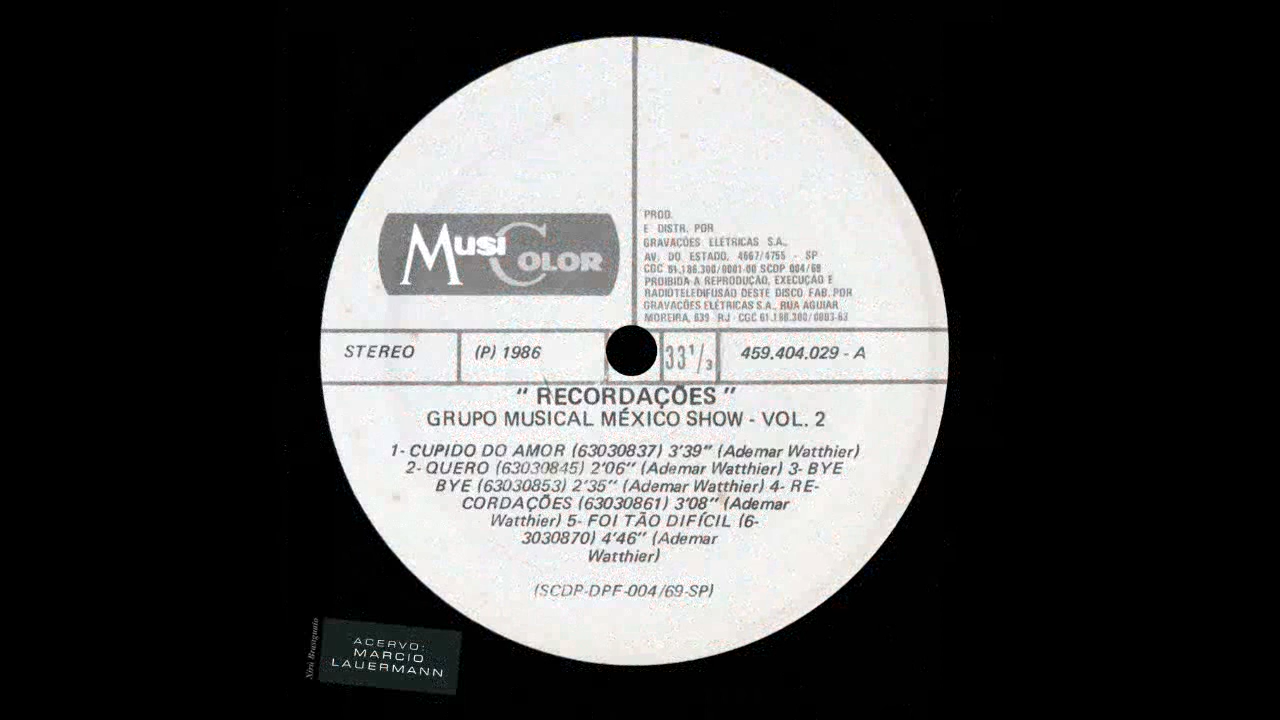 MUSICOLOR
PROD.
E DISTR. POR
GRAVAÇÕES ELÉTRICAS S.A.,
AV. DO ESTADO, 4667/4755 - SP
CGC 61.186.300/0001-00 SCDP 004/69
PROIBIDA A REPRODUÇÃO, EXECUÇÃO E
RADIOTELEDIFUSÃO DESTE DISCO FAB. POR
GRAVAÇÕES ELÉTRICAS S.A., RUA AGUIAR
MOREIRA, 639 RJ - CGC 61.186.300/0003-63
STEREO
(P) 1986
33 1/3
459.404.029 - A
" RECORDAÇÕES "
GRUPO MUSICAL MÉXICO SHOW - VOL. 2
1- CUPIDO DO AMOR (63030837) 3'39" (Ademar Watthier)
2- QUERO (63030845) 2'06" (Ademar Watthier) 3- BYE
BYE (63030853) 2'35" (Ademar Watthier) 4- RE-
CORDAÇÕES (63030861) 3'08" (Ademar
Watthier) 5- FOI TÃO DIFÍCIL (6-
3030870) 4'46" (Ademar
Watthier)
(SCDP-DPF-004/69-SP)
ACERVO:
MARCIO
LAUERMANN